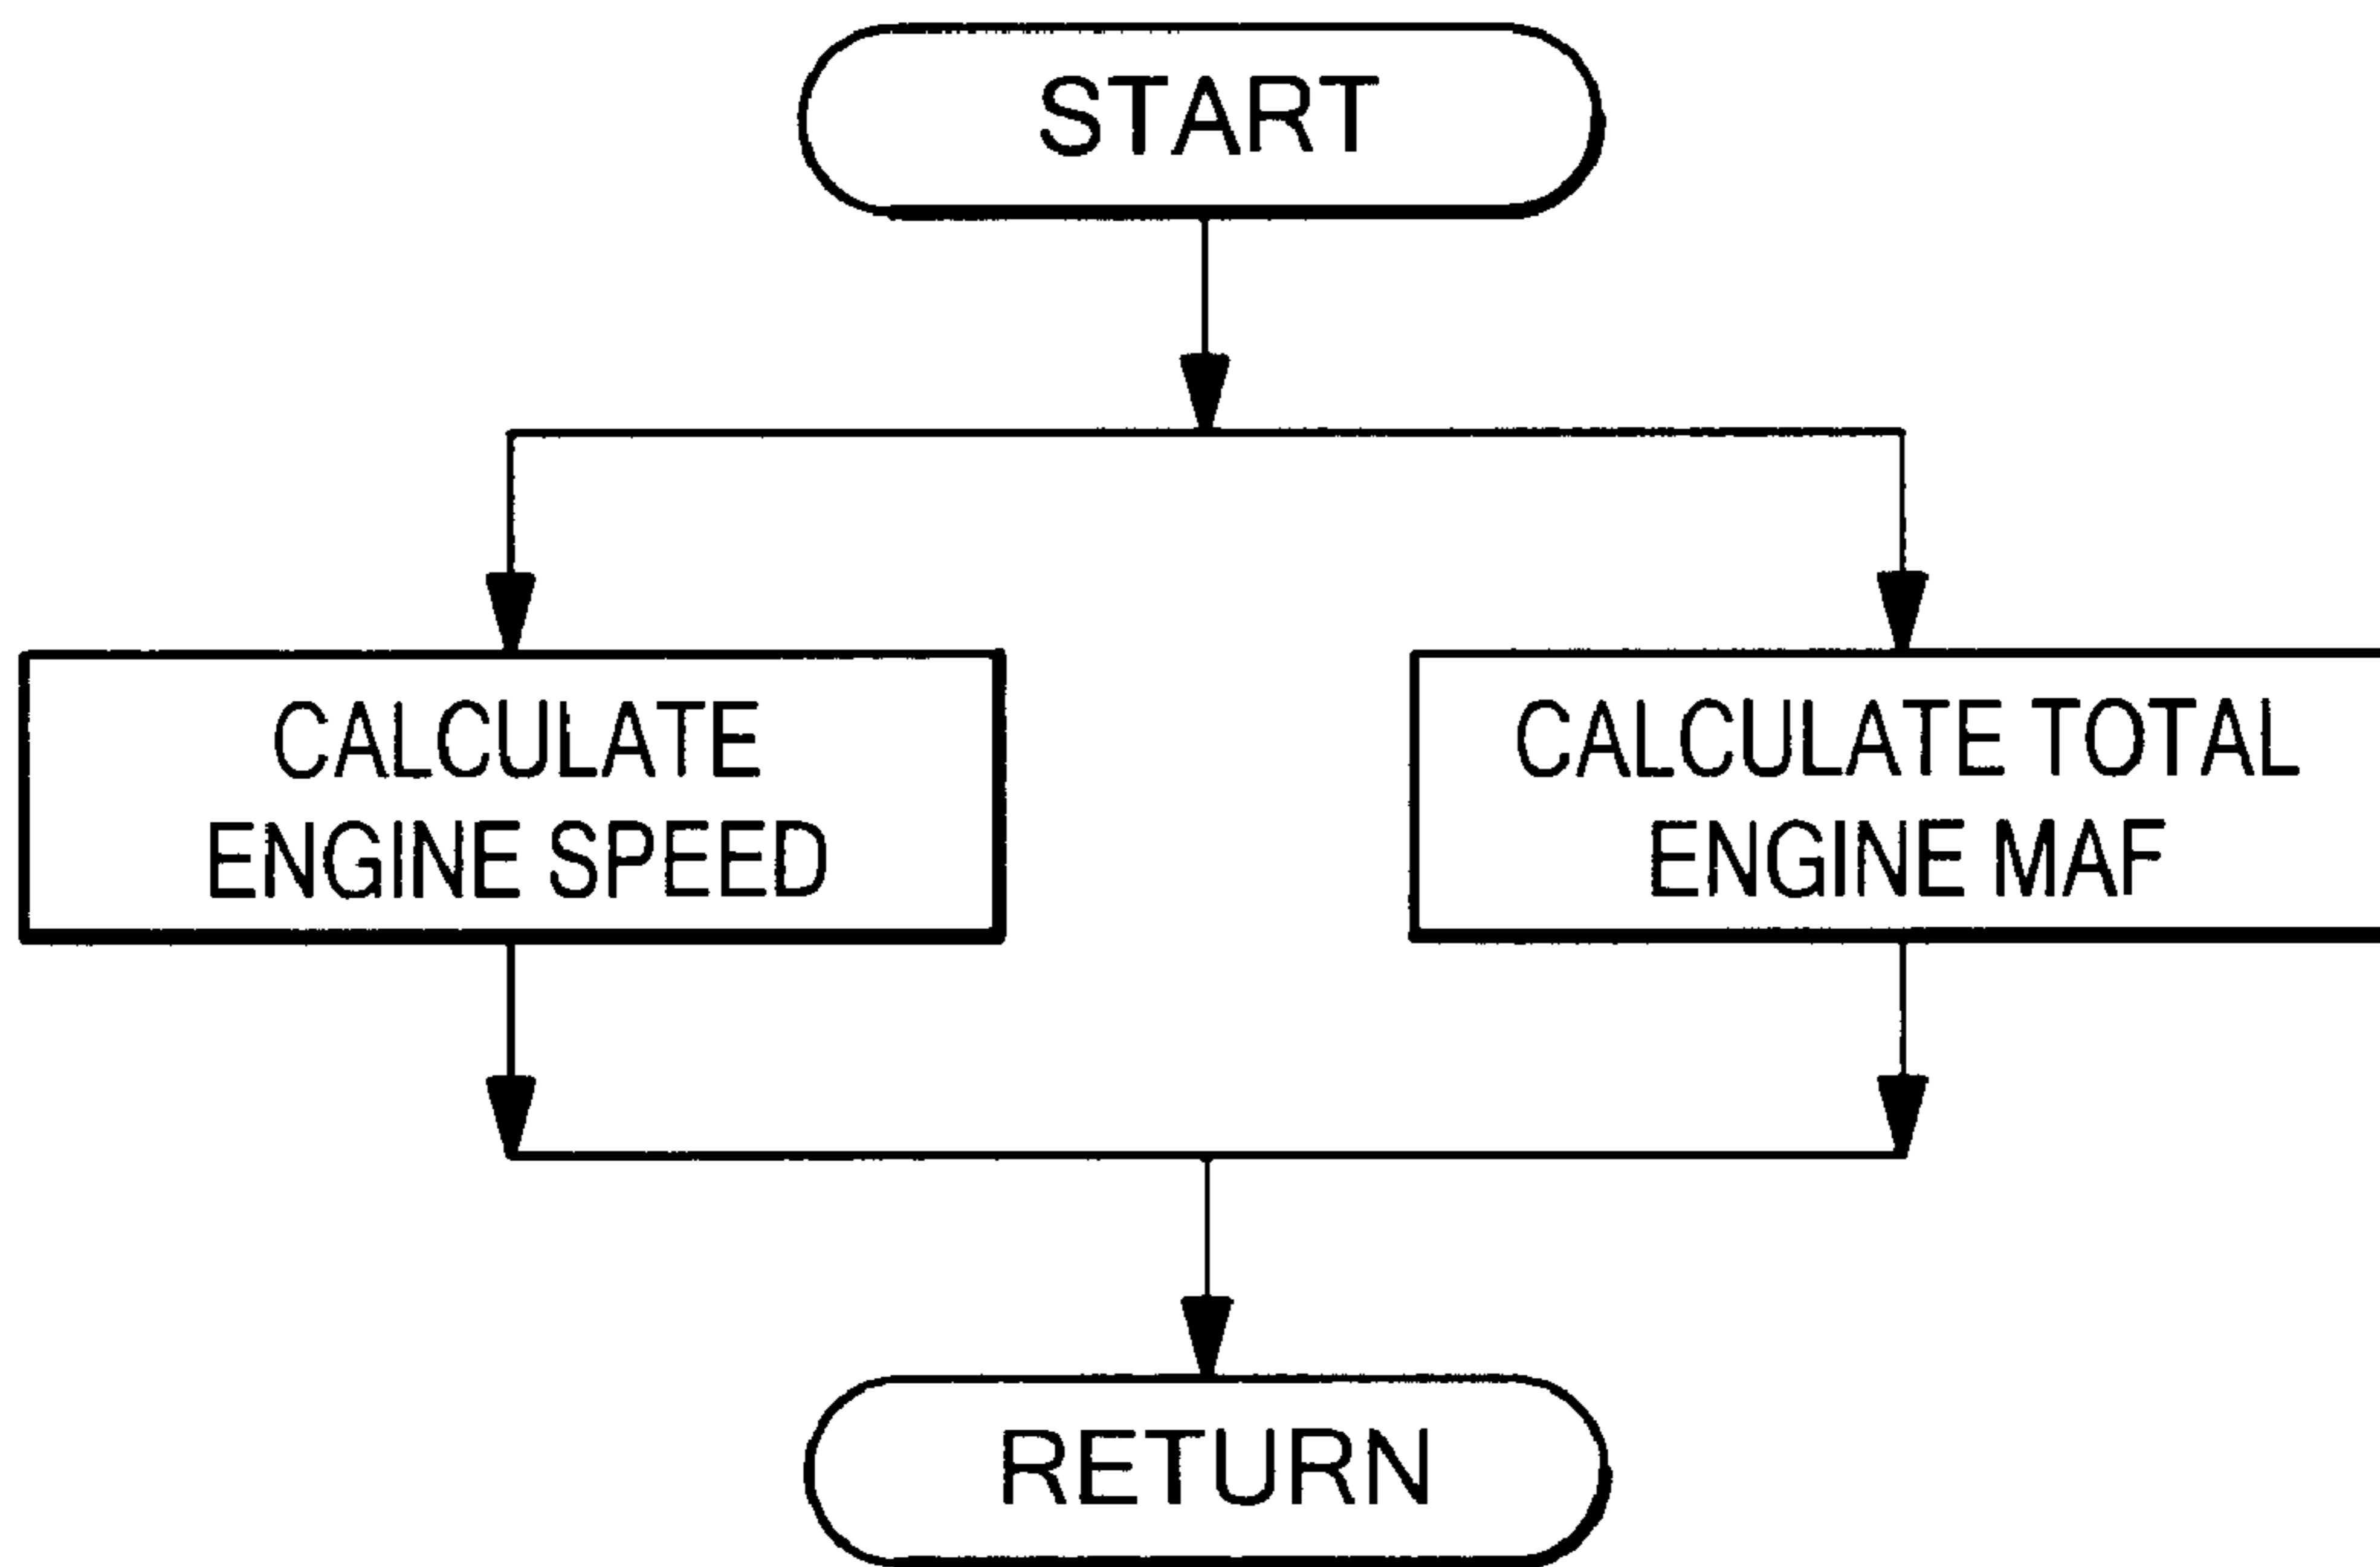 START
CALCULATE
ENGINE SPEED
CALCULATE TOTAL
ENGINE MAF
RETURN